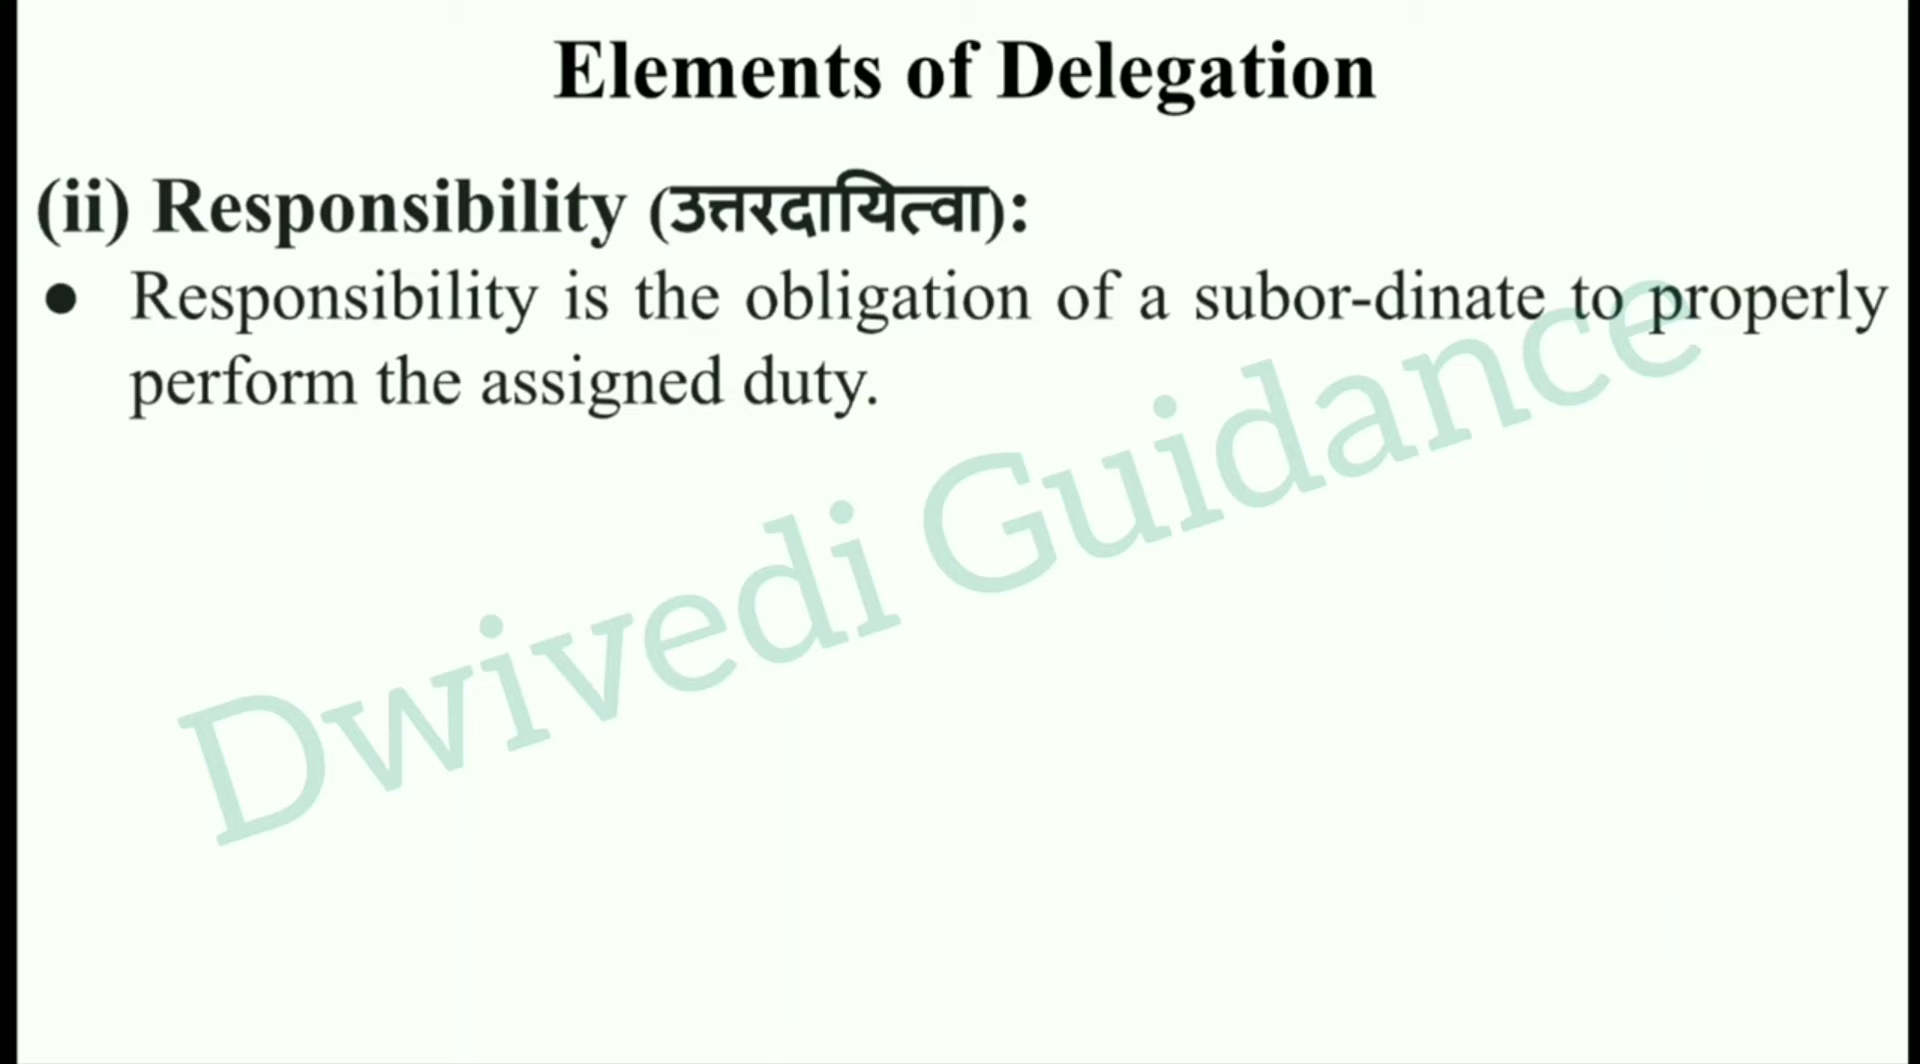 Elements of Delegation
(ii) Responsibility (उत्तरदायित्वा):
● Responsibility is the obligation of a subor-dinate to properly
perform the assigned duty.
Dwivedi Guidance